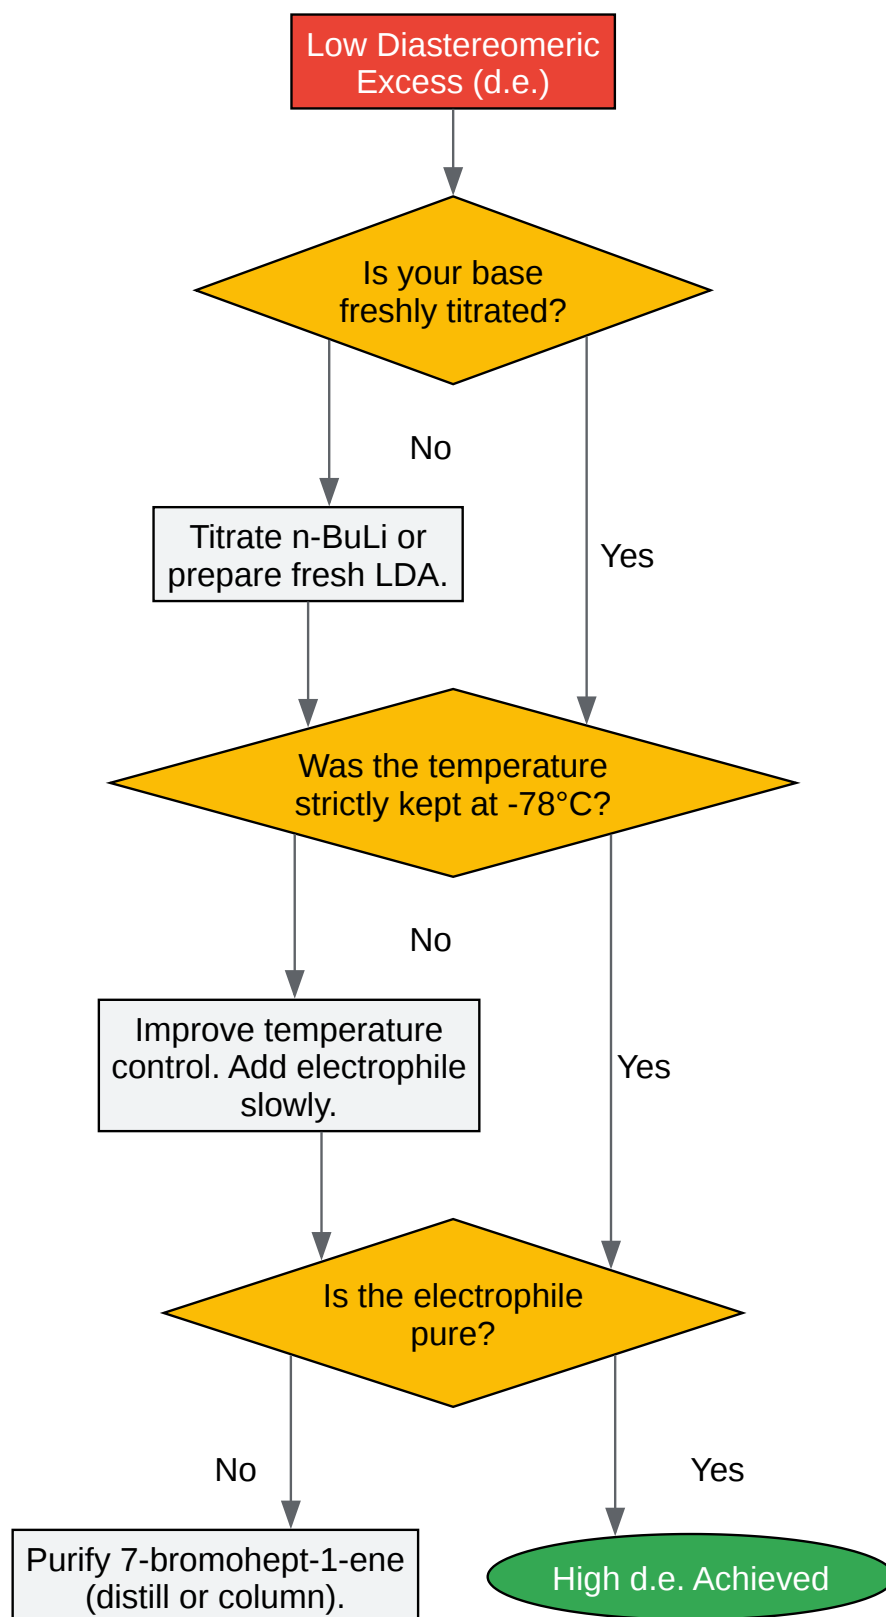 Low Diastereomeric
Excess (d.e.)
Is your base
freshly titrated?
No
Titrate n-BuLi or
prepare fresh LDA.
Yes
Was the temperature
strictly kept at -78°C?
No
Improve temperature
control. Add electrophile
slowly.
Yes
Is the electrophile
pure?
No
Yes
Purify 7-bromohept-1-ene
(distill or column).
High d.e. Achieved